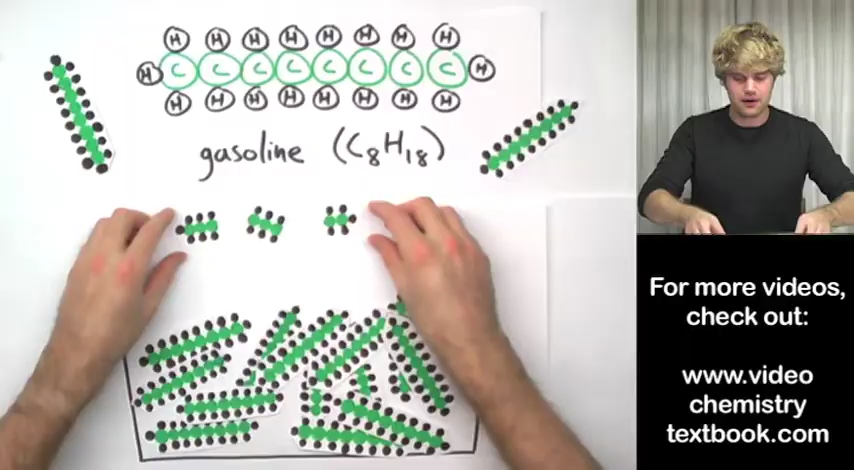 H H H H H H H H
H C C C C C C C C H
H H H H H H H H
gasoline (C₈H₁₈)
For more videos,
check out:
www.video
chemistry
textbook.com